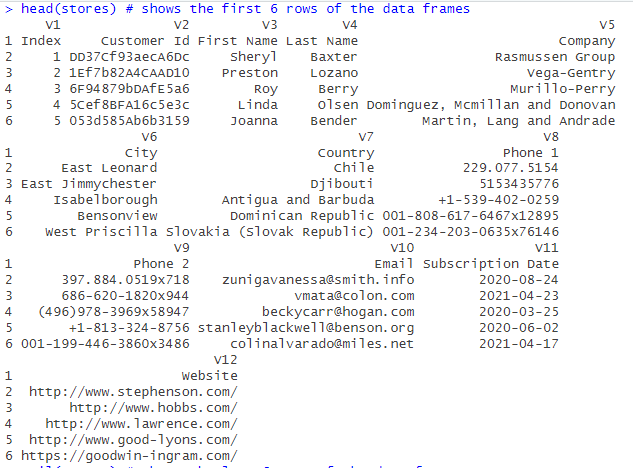 > head(stores) # shows the first 6 rows of the data frames
V1 V2 V3 V4 V5
1 Index Customer Id First Name Last Name Company
2 1 DD37Cf93aecA6Dc Sheryl Baxter Rasmussen Group
3 2 1Ef7b82A4CAAD10 Preston Lozano Vega-Gentry
4 3 6F94879bDAfE5a6 Roy Berry Murillo-Perry
5 4 5Cef8BFA16c5e3c Linda Olsen Dominguez, Mcmillan and Donovan
6 5 053d585Ab6b3159 Joanna Bender Martin, Lang and Andrade
V6 V7 V8
1 City Country Phone 1
2 East Leonard Chile 229.077.5154
3 East Jimmychester Djibouti 5153435776
4 Isabelborough Antigua and Barbuda +1-539-402-0259
5 Bensonview Dominican Republic 001-808-617-6467x12895
6 West Priscilla Slovakia (Slovak Republic) 001-234-203-0635x76146
V9 V10 V11
1 Phone 2 Email Subscription Date
2 397.884.0519x718 zunigavanessa@smith.info 2020-08-24
3 686-620-1820x944 vmata@colon.com 2021-04-23
4 (496)978-3969x58947 beckycarr@hogan.com 2020-03-25
5 +1-813-324-8756 stanleyblackwell@benson.org 2020-06-02
6 001-199-446-3860x3486 colinalvarado@miles.net 2021-04-17
V12
1 Website
2 http://www.stephenson.com/
3 http://www.hobbs.com/
4 http://www.lawrence.com/
5 http://www.good-lyons.com/
6 https://goodwin-ingram.com/